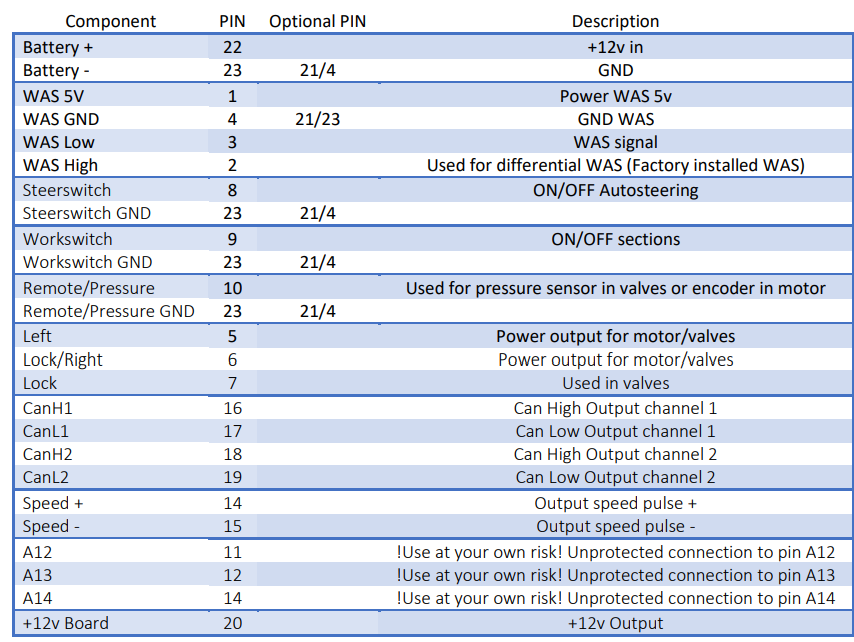 Component PIN Optional PIN Description
Battery + 22 +12v in
Battery - 23 21/4 GND
WAS 5V 1 Power WAS 5v
WAS GND 4 21/23 GND WAS
WAS Low 3 WAS signal
WAS High 2 Used for differential WAS (Factory installed WAS)
Steerswitch 8 ON/OFF Autosteering
Steerswitch GND 23 21/4
Workswitch 9 ON/OFF sections
Workswitch GND 23 21/4
Remote/Pressure 10 Used for pressure sensor in valves or encoder in motor
Remote/Pressure GND 23 21/4
Left 5 Power output for motor/valves
Lock/Right 6 Power output for motor/valves
Lock 7 Used in valves
CanH1 16 Can High Output channel 1
CanL1 17 Can Low Output channel 1
CanH2 18 Can High Output channel 2
CanL2 19 Can Low Output channel 2
Speed + 14 Output speed pulse +
Speed - 15 Output speed pulse -
A12 11 !Use at your own risk! Unprotected connection to pin A12
A13 12 !Use at your own risk! Unprotected connection to pin A13
A14 14 !Use at your own risk! Unprotected connection to pin A14
+12v Board 20 +12v Output